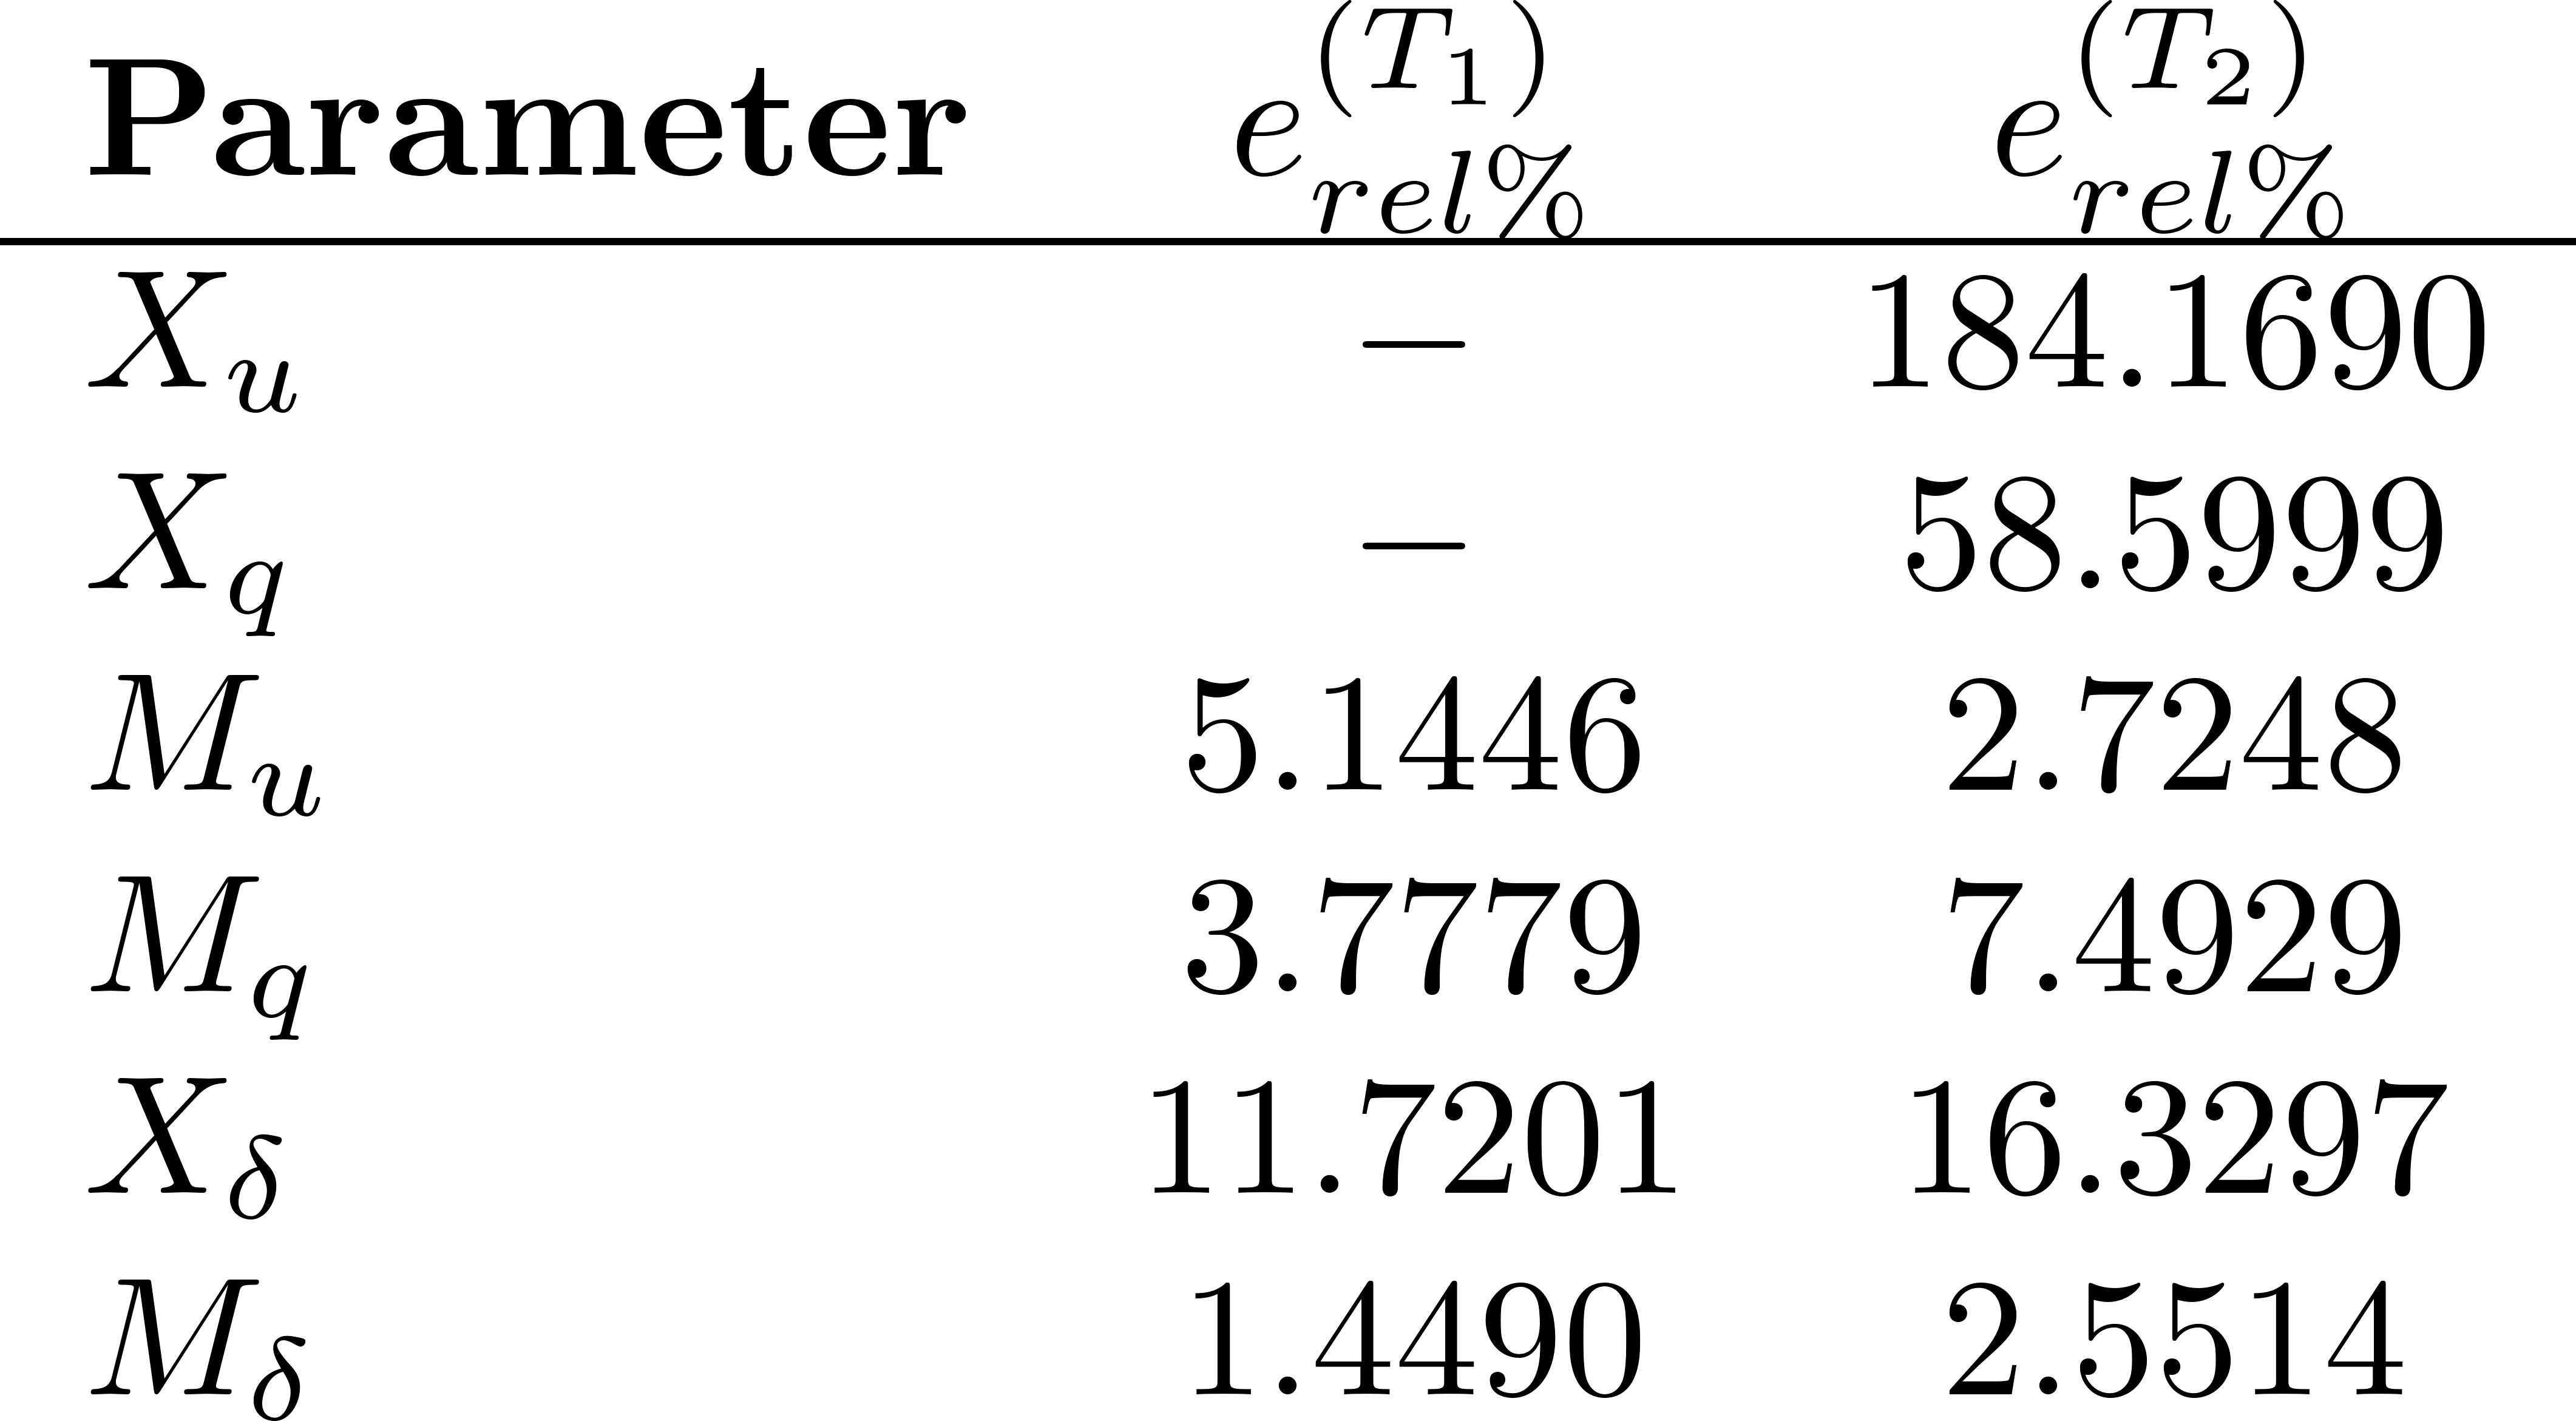 Parameter e_{rel%}^{(T_1)} e_{rel%}^{(T_2)}
X_u – 184.1690
X_q – 58.5999
M_u 5.1446 2.7248
M_q 3.7779 7.4929
X_δ 11.7201 16.3297
M_δ 1.4490 2.5514